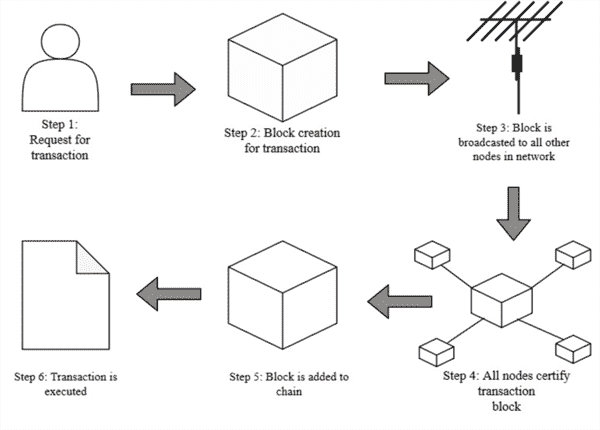 Step 1:
Request for
transaction
Step 2: Block creation
for transaction
Step 3: Block is
broadcasted to all other
nodes in network
Step 4: All nodes certify
transaction
block
Step 5: Block is added to
chain
Step 6: Transaction is
executed